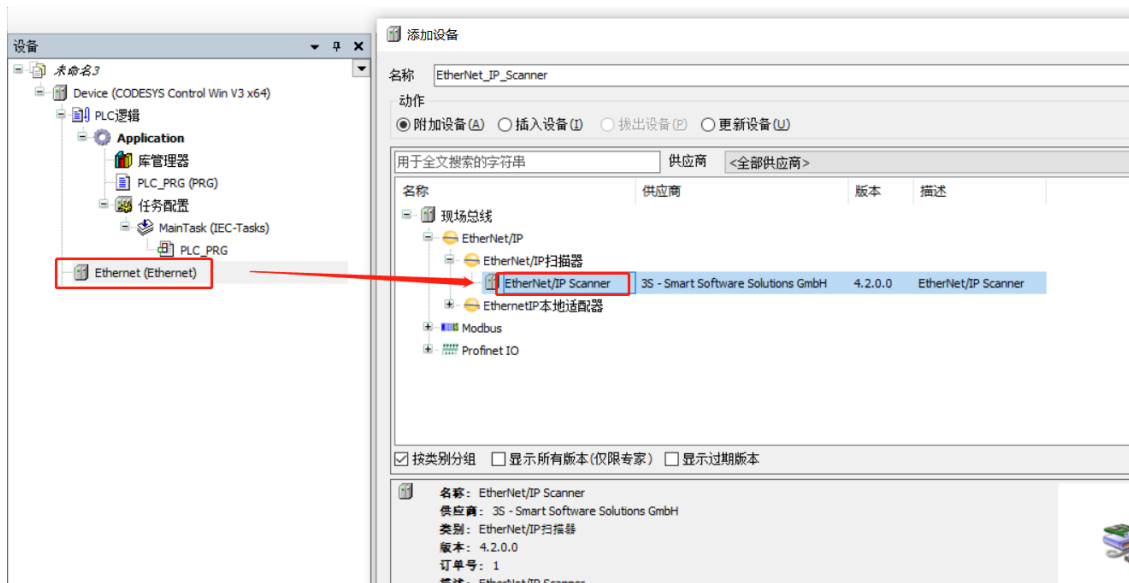 设备
未命名3
Device (CODESYS Control Win V3 x64)
PLC逻辑
Application
库管理器
PLC_PRG (PRG)
任务配置
MainTask (IEC-Tasks)
PLC_PRG
Ethernet (Ethernet)
添加设备
名称 EtherNet_IP_Scanner
动作
附加设备(A) 插入设备(I) 拔出设备(P) 更新设备(U)
用于全文搜索的字符串 供应商 <全部供应商>
名称 供应商 版本 描述
现场总线
EtherNet/IP
EtherNet/IP扫描器
EtherNet/IP Scanner 3S - Smart Software Solutions GmbH 4.2.0.0 EtherNet/IP Scanner
EthernetIP本地适配器
Modbus
Profinet IO
按类别分组 显示所有版本(仅限专家) 显示过期版本
名称: EtherNet/IP Scanner
供应商: 3S - Smart Software Solutions GmbH
类别: EtherNet/IP扫描器
版本: 4.2.0.0
订单号: 1
描述: EtherNet/IP Scanner